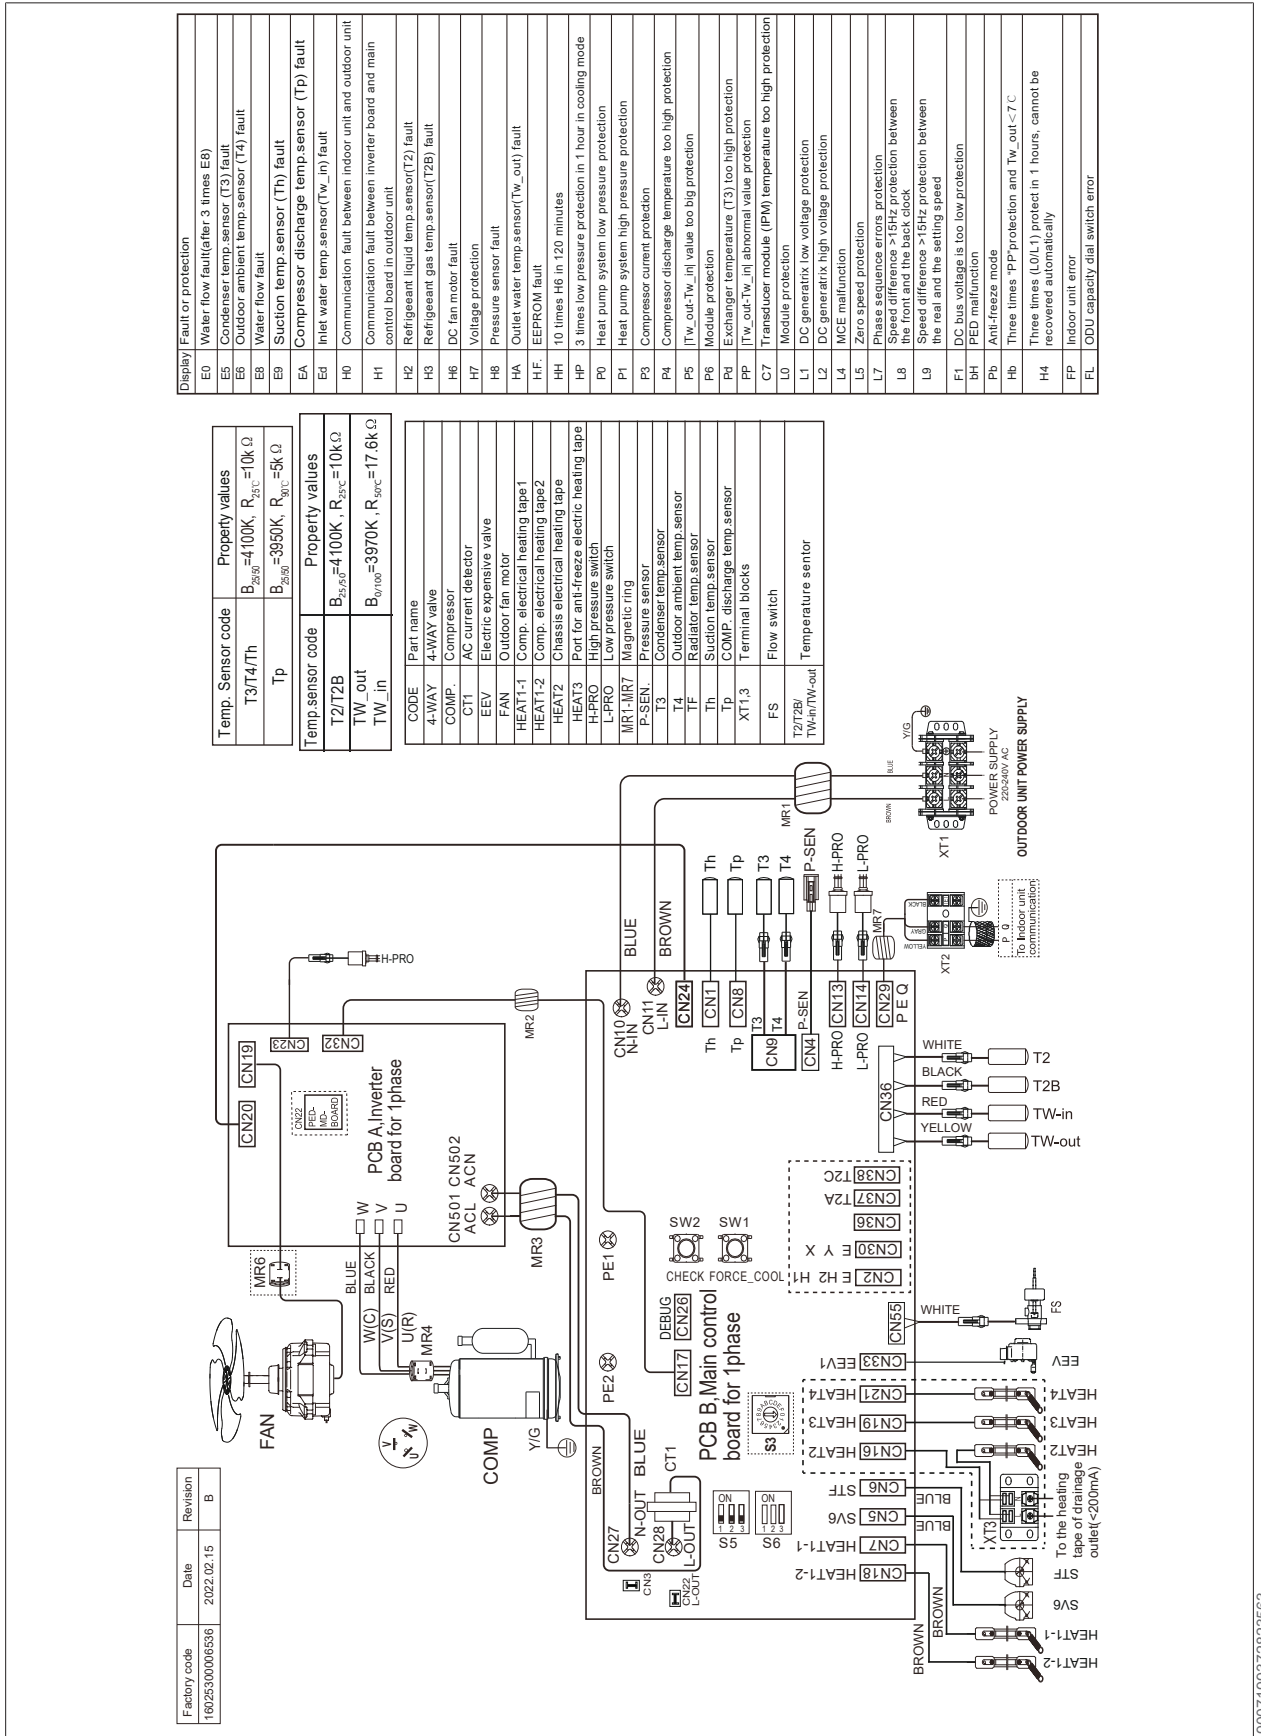 Factory code Date Revision
16025300006536 2022.02.15 B
Temp. Sensor code Property values
T3/T4/Th B25/50=4100K, R25℃=10kΩ
Tp B25/50=3950K, R90℃=5kΩ
Temp.sensor code Property values
T2/T2B B25/50=4100K, R25℃=10kΩ
TW_out
TW_in
B0/100=3970K, R50℃=17.6kΩ
CODE Part name
4-WAY 4-WAY valve
COMP. Compressor
CT1 AC current detector
EEV Electric expensive valve
FAN Outdoor fan motor
HEAT1-1 Comp. electrical heating tape1
HEAT1-2 Comp. electrical heating tape2
HEAT2 Chassis electrical heating tape
HEAT3 Port for anti-freeze electric heating tape
H-PRO High pressure switch
L-PRO Low pressure switch
MR1-MR7 Magnetic ring
P-SEN. Pressure sensor
T3 Condenser temp.sensor
T4 Outdoor ambient temp.sensor
TF Radiator temp.sensor
Th Suction temp.sensor
Tp COMP. discharge temp.sensor
XT1,3 Terminal blocks
FS Flow switch
T2/T2B/
TW-in/TW-out
Temperature sentor
Display Fault or protection
E0 Water flow fault(after 3 times E8)
E5 Condenser temp.sensor (T3) fault
E6 Outdoor ambient temp.sensor (T4) fault
E8 Water flow fault
E9 Suction temp.sensor (Th) fault
EA Compressor discharge temp.sensor (Tp) fault
Ed Inlet water temp.sensor(Tw_in) fault
H0 Communication fault between indoor unit and outdoor unit
H1 Communication fault between inverter board and main
control board in outdoor unit
H2 Refrigeeant liquid temp.sensor(T2) fault
H3 Refrigeeant gas temp.sensor(T2B) fault
H6 DC fan motor fault
H7 Voltage protection
H8 Pressure sensor fault
HA Outlet water temp.sensor(Tw_out) fault
H.F. EEPROM fault
HH 10 times H6 in 120 minutes
HP 3 times low pressure protection in 1 hour in cooling mode
P0 Heat pump system low pressure protection
P1 Heat pump system high pressure protection
P3 Compressor current protection
P4 Compressor discharge temperature too high protection
P5 |Tw_out-Tw_in| value too big protection
P6 Module protection
Pd Exchanger temperature (T3) too high protection
PP |Tw_out-Tw_in| abnormal value protection
C7 Transducer module (IPM) temperature too high protection
L0 Module protection
L1 DC generatrix low voltage protection
L2 DC generatrix high voltage protection
L4 MCE malfunction
L5 Zero speed protection
L7 Phase sequence errors protection
L8 Speed difference >15Hz protection between
the front and the back clock
L9 Speed difference >15Hz protection between
the real and the setting speed
F1 DC bus voltage is too low protection
bH PED malfunction
Pb Anti-freeze mode
Hb Three times "PP"protection and Tw_out<7℃
H4 Three times (L0/L1) protect in 1 hours, cannot be
recovered automatically
FP Indoor unit error
FL ODU capacity dial switch error
FAN
MR6
CN20
CN19
CN23
H-PRO
CN32
MR2
CN22
PED-
MD-
BOARD
PCB A,Inverter
board for 1phase
W
V
U
CN501 CN502
ACL ACN
BLUE
BLACK
RED
W(C)
V(S)
U(R)
MR4
MR3
COMP
V
U
W
Y/G
BROWN
BLUE
PE1
PE2
CN10
N-IN
CN11
L-IN
BLUE
BROWN
MR1
CN24
CN1
Th
Th
CN8
Tp
Tp
CN9
T3
T4
T3
T4
CN4
P-SEN
P-SEN
CN13
H-PRO
H-PRO
CN14
L-PRO
L-PRO
CN29
P E Q
MR7
YELLOW
GRAY
BLACK
XT2
P Q
To Indoor unit
communication
BROWN
BLUE
Y/G
XT1
POWER SUPPLY
220-240V AC
OUTDOOR UNIT POWER SUPPLY
CN36
WHITE
T2
BLACK
T2B
RED
TW-in
YELLOW
TW-out
CN38 T2C
CN37 T2A
CN36
CN30 E Y X
CN2 E H2 H1
SW2
CHECK
SW1
FORCE_COOL
DEBUG
CN26
CN17
PCB B,Main control
board for 1phase
S3
CN27
N-OUT
CN28
L-OUT
CT1
CN3
CN22
L-OUT
ON
1 2 3
S5
ON
1 2 3
S6
CN55
WHITE
FS
CN33 EEV1
EEV
CN21 HEAT4
HEAT4
CN19 HEAT3
HEAT3
CN16 HEAT2
HEAT2
XT3
To the heating
tape of drainage
outlet(<200mA)
CN6 STF
BLUE
STF
CN5 SV6
BLUE
SV6
CN7 HEAT1-1
BROWN
HEAT1-1
CN18 HEAT1-2
BROWN
HEAT1-2